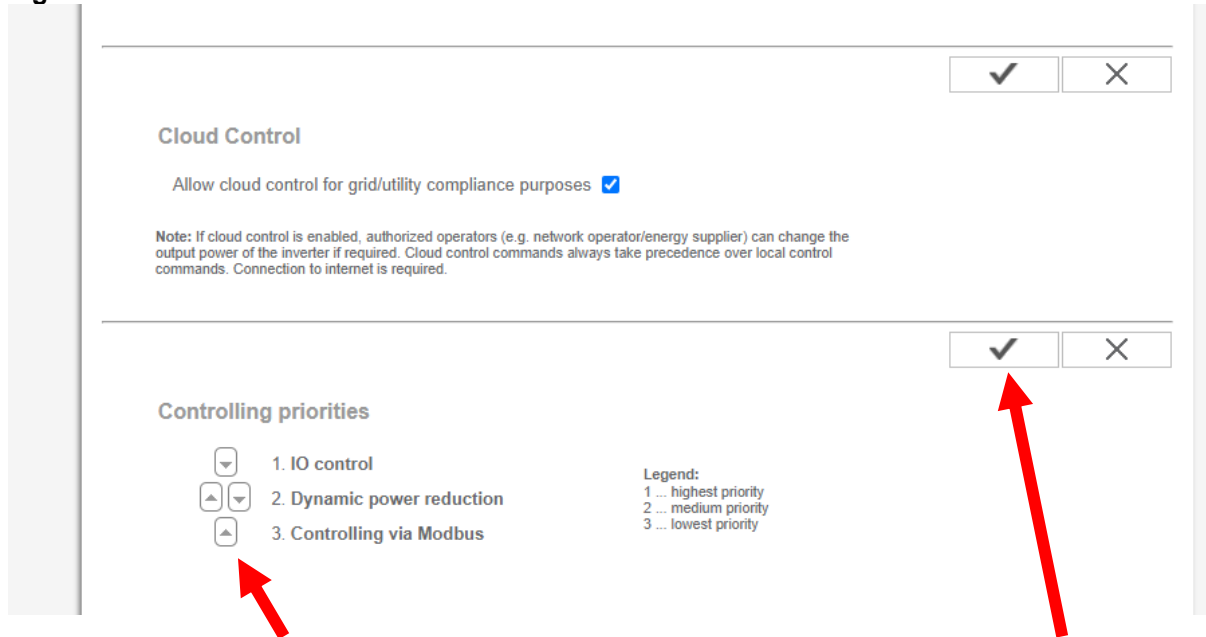 Cloud Control
Allow cloud control for grid/utility compliance purposes
Note: If cloud control is enabled, authorized operators (e.g. network operator/energy supplier) can change the
output power of the inverter if required. Cloud control commands always take precedence over local control
commands. Connection to internet is required.
Controlling priorities
1. IO control
2. Dynamic power reduction
3. Controlling via Modbus
Legend:
1 ... highest priority
2 ... medium priority
3 ... lowest priority